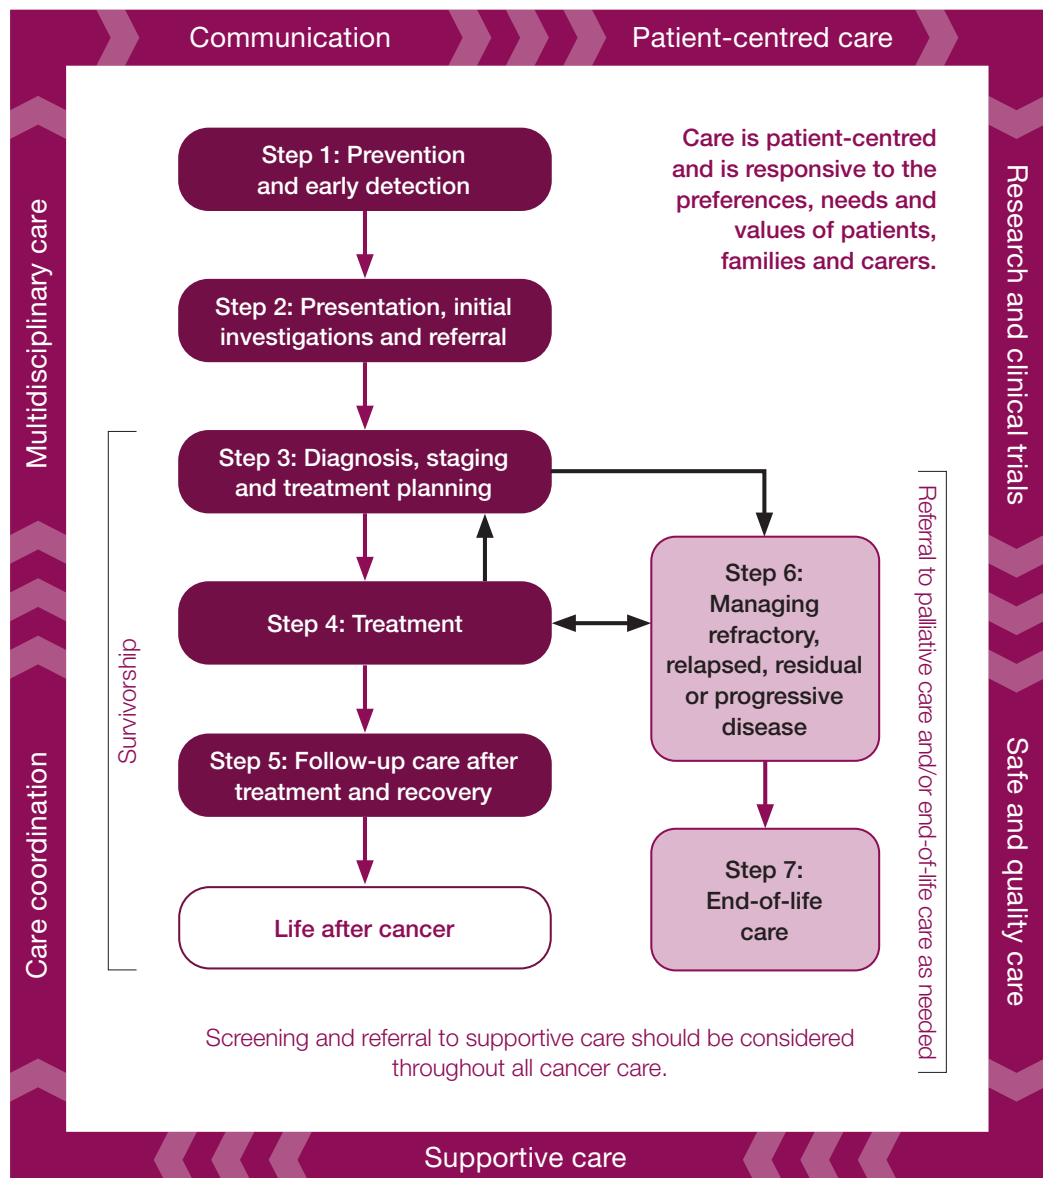 Communication
Patient-centred care
Multidisciplinary care
Care coordination
Research and clinical trials
Safe and quality care
Supportive care
Care is patient-centred
and is responsive to the
preferences, needs and
values of patients,
families and carers.
Step 1: Prevention
and early detection
Step 2: Presentation, initial
investigations and referral
Step 3: Diagnosis, staging
and treatment planning
Step 4: Treatment
Step 5: Follow-up care after
treatment and recovery
Life after cancer
Survivorship
Step 6:
Managing
refractory,
relapsed, residual
or progressive
disease
Step 7:
End-of-life
care
Referral to palliative care and/or end-of-life care as needed
Screening and referral to supportive care should be considered
throughout all cancer care.